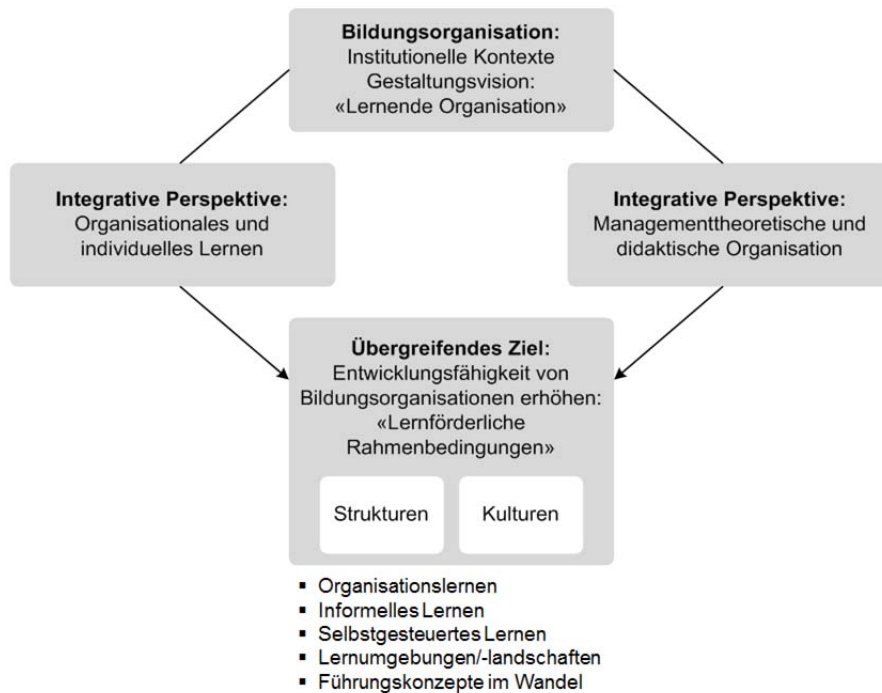 Bildungsorganisation:
Institutionelle Kontexte
Gestaltungsvision:
«Lernende Organisation»
Integrative Perspektive:
Organisationales und
individuelles Lernen
Integrative Perspektive:
Managementtheoretische und
didaktische Organisation
Übergreifendes Ziel:
Entwicklungsfähigkeit von
Bildungsorganisationen erhöhen:
«Lernförderliche
Rahmenbedingungen»
Strukturen
Kulturen
▪ Organisationslernen
▪ Informelles Lernen
▪ Selbstgesteuertes Lernen
▪ Lernumgebungen/-landschaften
▪ Führungskonzepte im Wandel